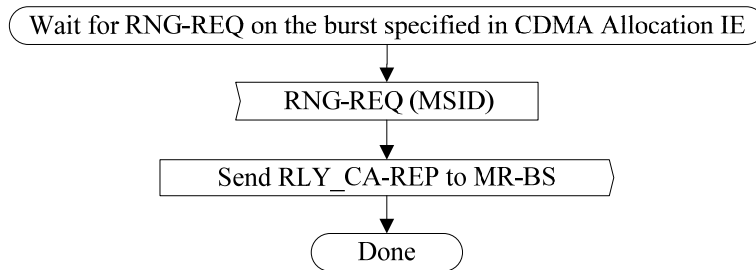 Wait for RNG-REQ on the burst specified in CDMA Allocation IE
RNG-REQ (MSID)
Send RLY_CA-REP to MR-BS
Done